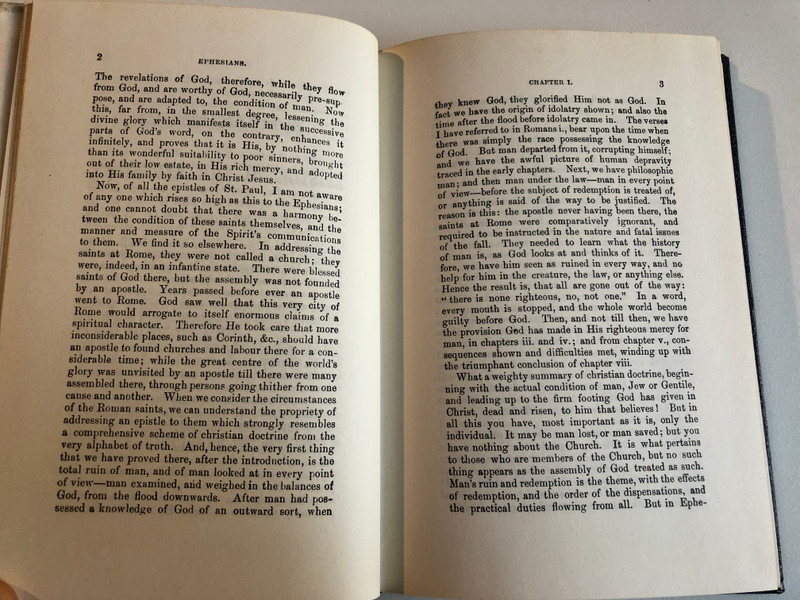 2
EPHESIANS.
The revelations of God, therefore, while they flow
from God, and are worthy of God, necessarily pre-sup-
pose, and are adapted to, the condition of man. Now
this, far from, in the smallest degree, lessening the
divine glory which manifests itself in the successive
parts of God's word, on the contrary, enhances it
infinitely, and proves that it is His, by nothing more
than its wonderful suitability to poor sinners, brought
out of their low estate, in His rich mercy, and adopted
into His family by faith in Christ Jesus.
Now, of all the epistles of St. Paul, I am not aware
of any one which rises so high as this to the Ephesians;
and one cannot doubt that there was a harmony be-
tween the condition of these saints themselves, and the
manner and measure of the Spirit's communications
to them. We find it so elsewhere. In addressing the
saints at Rome, they were not called a church; they
were, indeed, in an infantine state. There were blessed
saints of God there, but the assembly was not founded
by an apostle. Years passed before ever an apostle
went to Rome. God saw well that this very city of
Rome would arrogate to itself enormous claims of a
spiritual character. Therefore He took care that more
inconsiderable places, such as Corinth, &c., should have
an apostle to found churches and labour there for a con-
siderable time; while the great centre of the world's
glory was unvisited by an apostle till there were many
assembled there, through persons going thither from one
cause and another. When we consider the circumstances
of the Roman saints, we can understand the propriety of
addressing an epistle to them which strongly resembles
a comprehensive scheme of christian doctrine from the
very alphabet of truth. And, hence, the very first thing
that we have proved there, after the introduction, is the
total ruin of man, and of man looked at in every point
of view—man examined, and weighed in the balances of
God, from the flood downwards. After man had pos-
sessed a knowledge of God of an outward sort, when
CHAPTER I.
3
they knew God, they glorified Him not as God. In
fact we have the origin of idolatry shown; and also the
time after the flood before idolatry came in. The verses
I have referred to in Romans i., bear upon the time when
there was simply the race possessing the knowledge
of God. But man departed from it, corrupting himself;
and we have the awful picture of human depravity
traced in the early chapters. Next, we have philosophic
man; and then man under the law—man in every point
of view—before the subject of redemption is treated of,
or anything is said of the way to be justified. The
reason is this: the apostle never having been there, the
saints at Rome were comparatively ignorant, and
required to be instructed in the nature and fatal issues
of the fall. They needed to learn what the history
of man is, as God looks at and thinks of it. There-
fore, we have him seen as ruined in every way, and no
help for him in the creature, the law, or anything else.
Hence the result is, that all are gone out of the way:
"there is none righteous, no, not one." In a word,
every mouth is stopped, and the whole world become
guilty before God. Then, and not till then, we have
the provision God has made in His righteous mercy for
man, in chapters iii. and iv.; and from chapter v., con-
sequences shown and difficulties met, winding up with
the triumphant conclusion of chapter viii.
What a weighty summary of christian doctrine, begin-
ning with the actual condition of man, Jew or Gentile,
and leading up to the firm footing God has given in
Christ, dead and risen, to him that believes! But in
all this you have, most important as it is, only the
individual. It may be man lost, or man saved; but you
have nothing about the Church. It is what pertains
to those who are members of the Church, but no such
thing appears as the assembly of God treated as such.
Man's ruin and redemption is the theme, with the effects
of redemption, and the order of the dispensations, and
the practical duties flowing from all. But in Ephe-